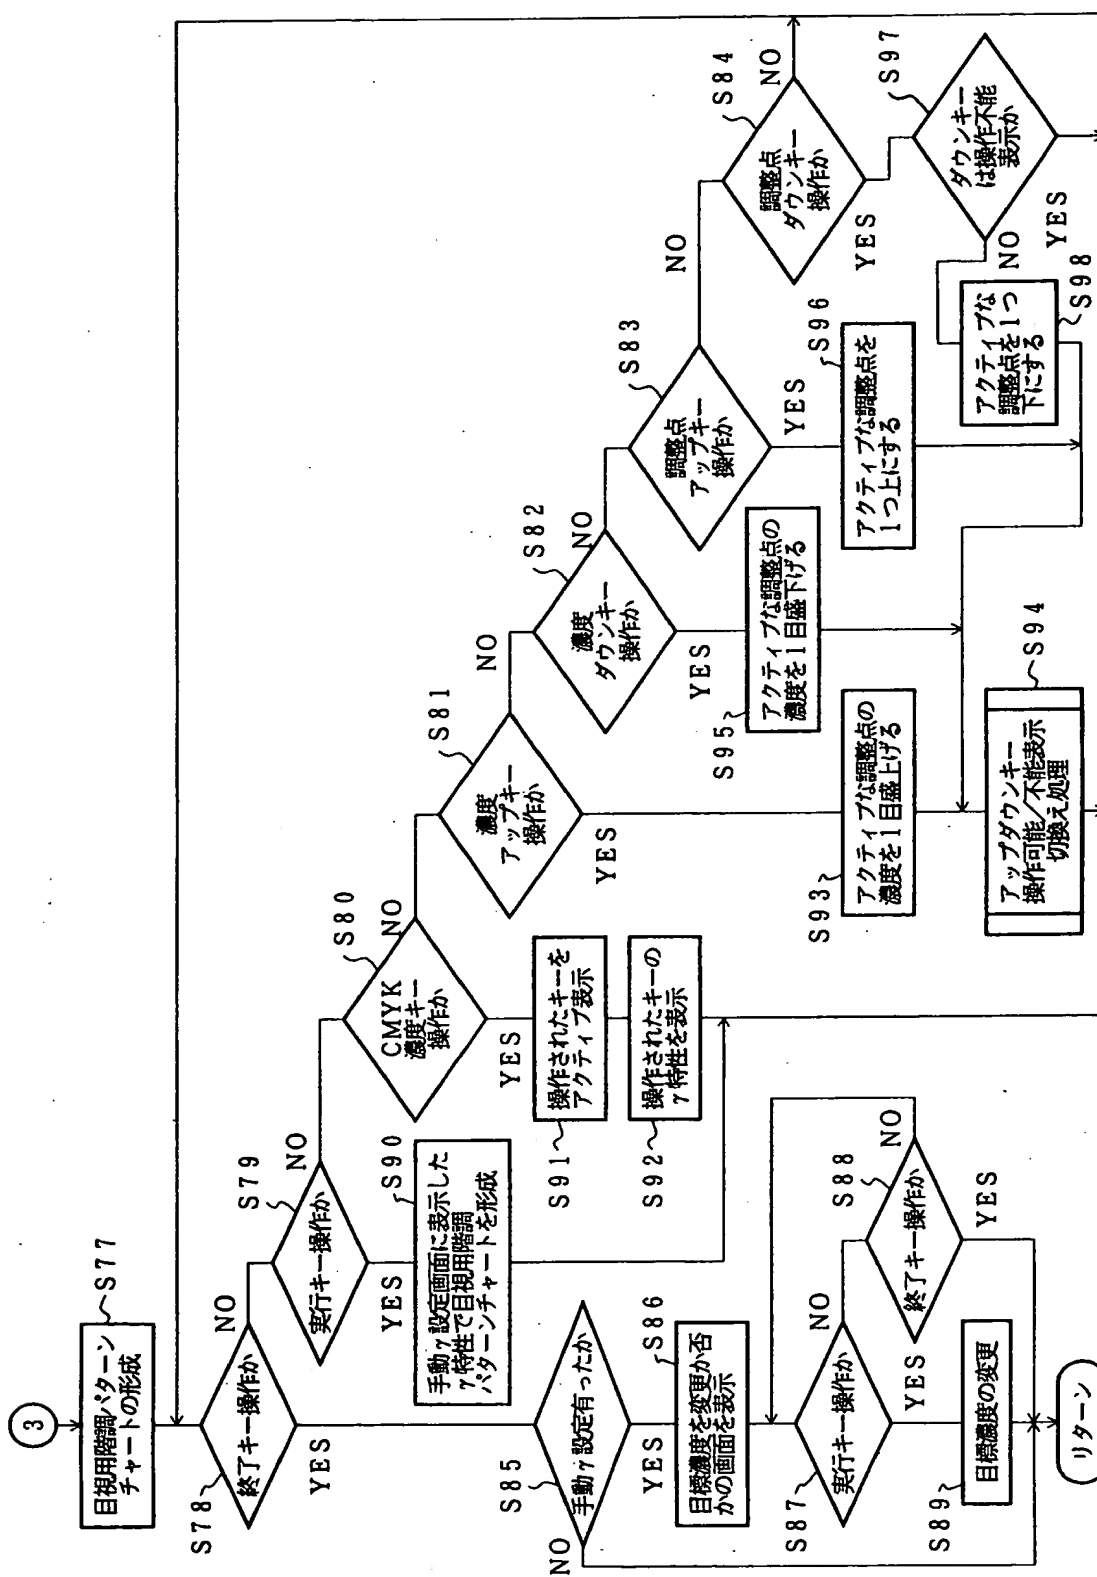 3
目視用階調パターン
チャートの形成
S77
終了キー操作か
S78
NO
YES
実行キー操作か
S79
NO
YES
CMYK
濃度キー
操作か
S80
NO
YES
濃度
アップキー
操作か
S81
NO
YES
濃度
ダウンキー
操作か
S82
NO
YES
調整点
アップキー
操作か
S83
NO
YES
調整点
ダウンキー
操作か
S84
NO
YES
手動γ設定有ったか
S85
NO
YES
目標濃度を変更か否
かの画面を表示
S86
実行キー操作か
S87
NO
YES
終了キー操作か
S88
NO
YES
目標濃度の変更
S89
リターン
手動γ設定画面に表示した
γ特性で目視用階調
パターンチャートを形成
S90
操作されたキーを
アクティブ表示
S91
操作されたキーの
γ特性を表示
S92
アクティブな調整点の
濃度を1目盛上げる
S93
アップダウンキー
操作可能/不能表示
切換え処理
S94
アクティブな調整点の
濃度を1目盛下げる
S95
アクティブな調整点を
1つ上にする
S96
ダウンキー
は操作不能
表示か
S97
NO
YES
アクティブな
調整点を1つ
下にする
S98